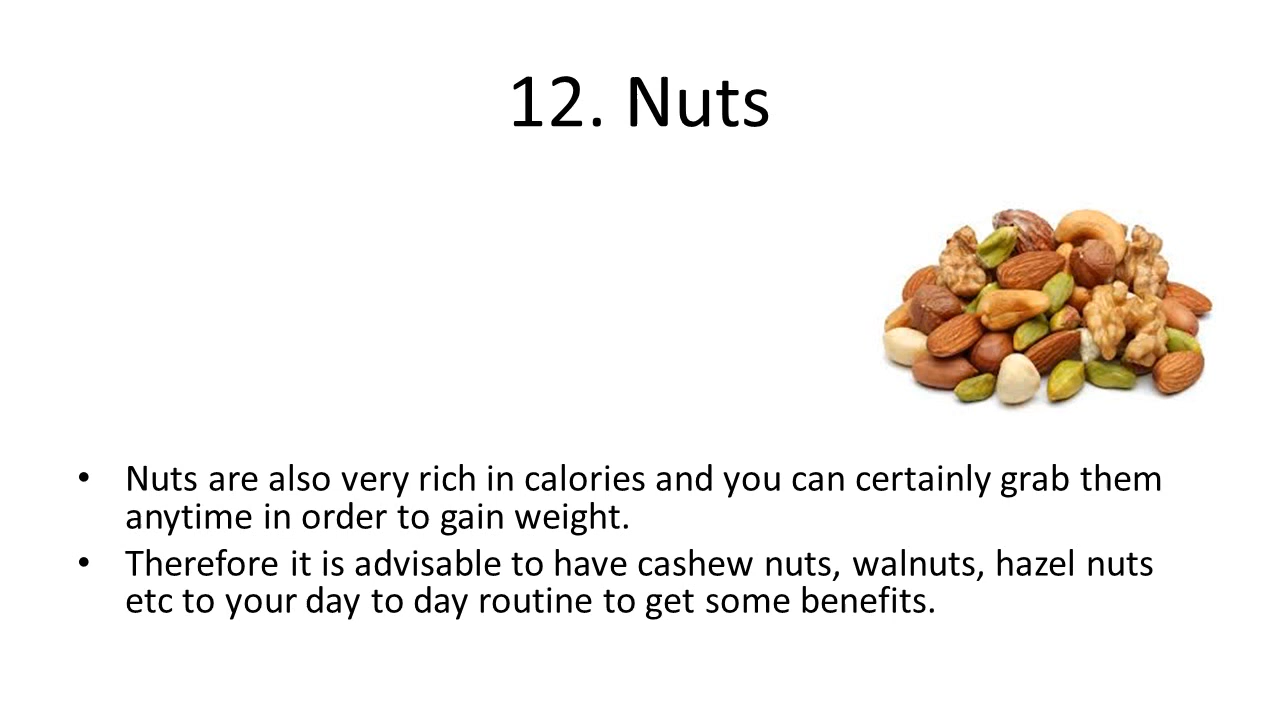 12. Nuts
• Nuts are also very rich in calories and you can certainly grab them
anytime in order to gain weight.
• Therefore it is advisable to have cashew nuts, walnuts, hazel nuts
etc to your day to day routine to get some benefits.